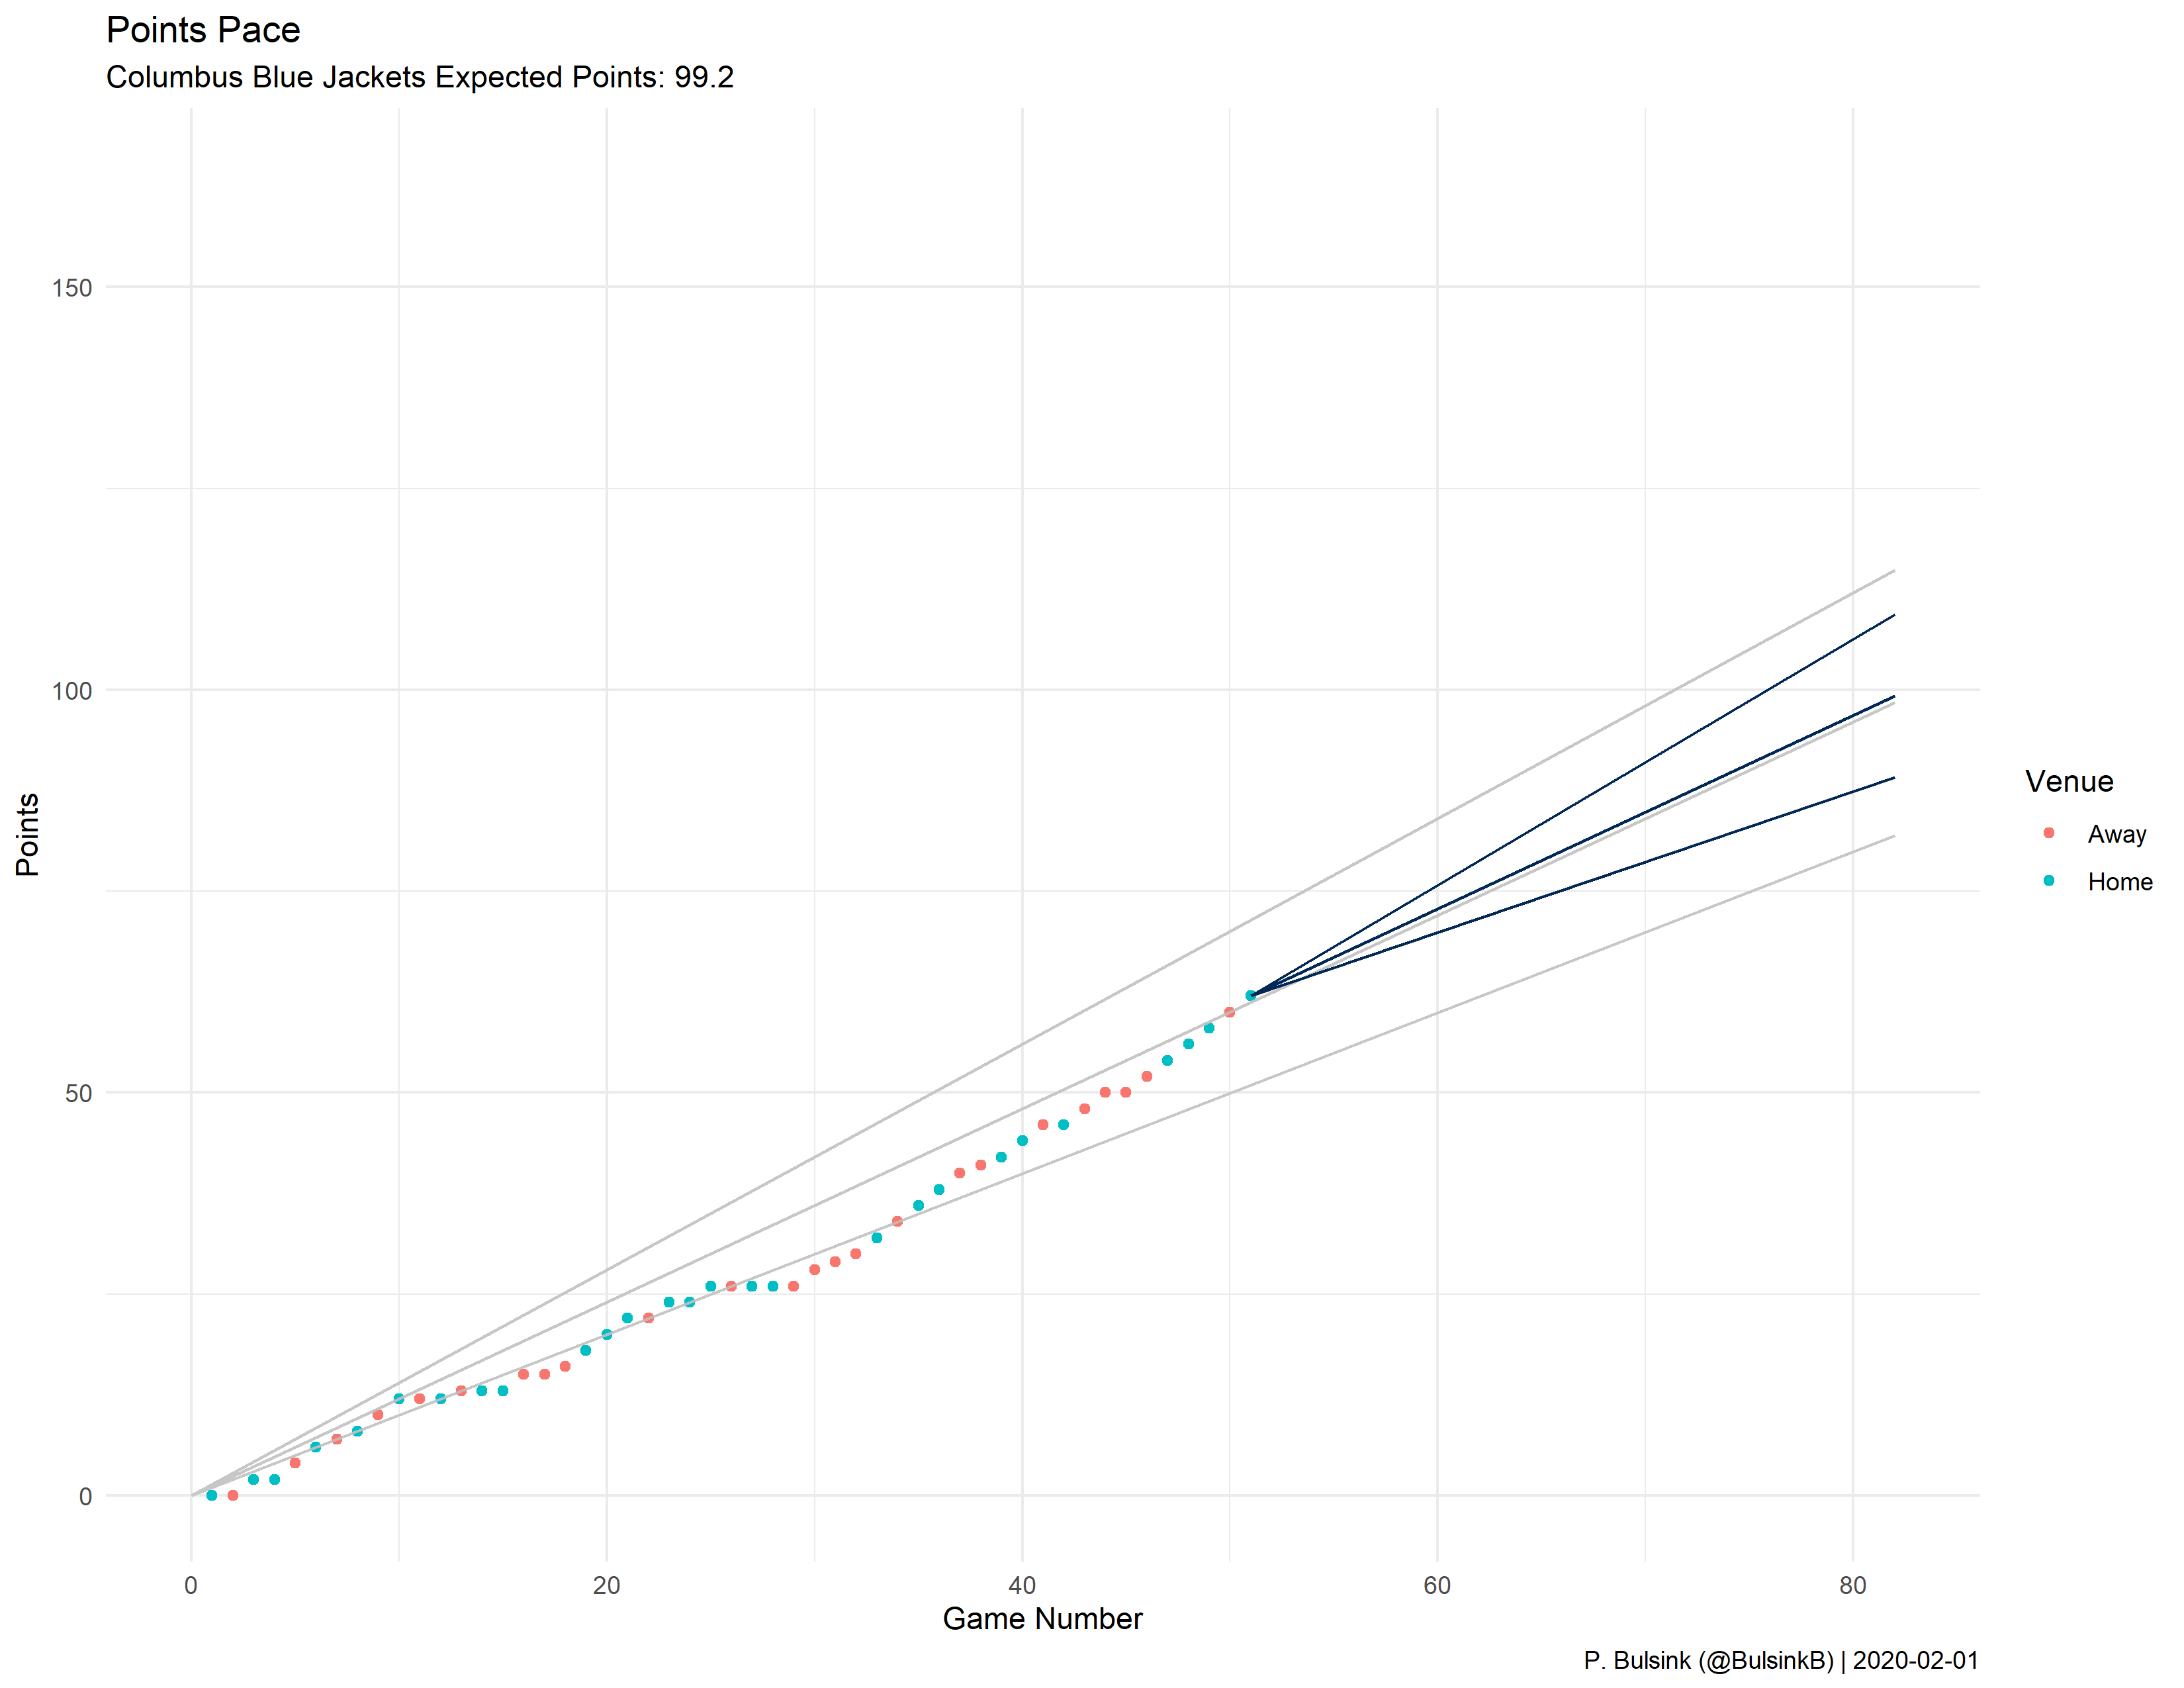 Points Pace
Columbus Blue Jackets Expected Points: 99.2
150
100
50
0
Points
0 20 40 60 80
Game Number
Venue
Away
Home
P. Bulsink (@BulsinkB) | 2020-02-01